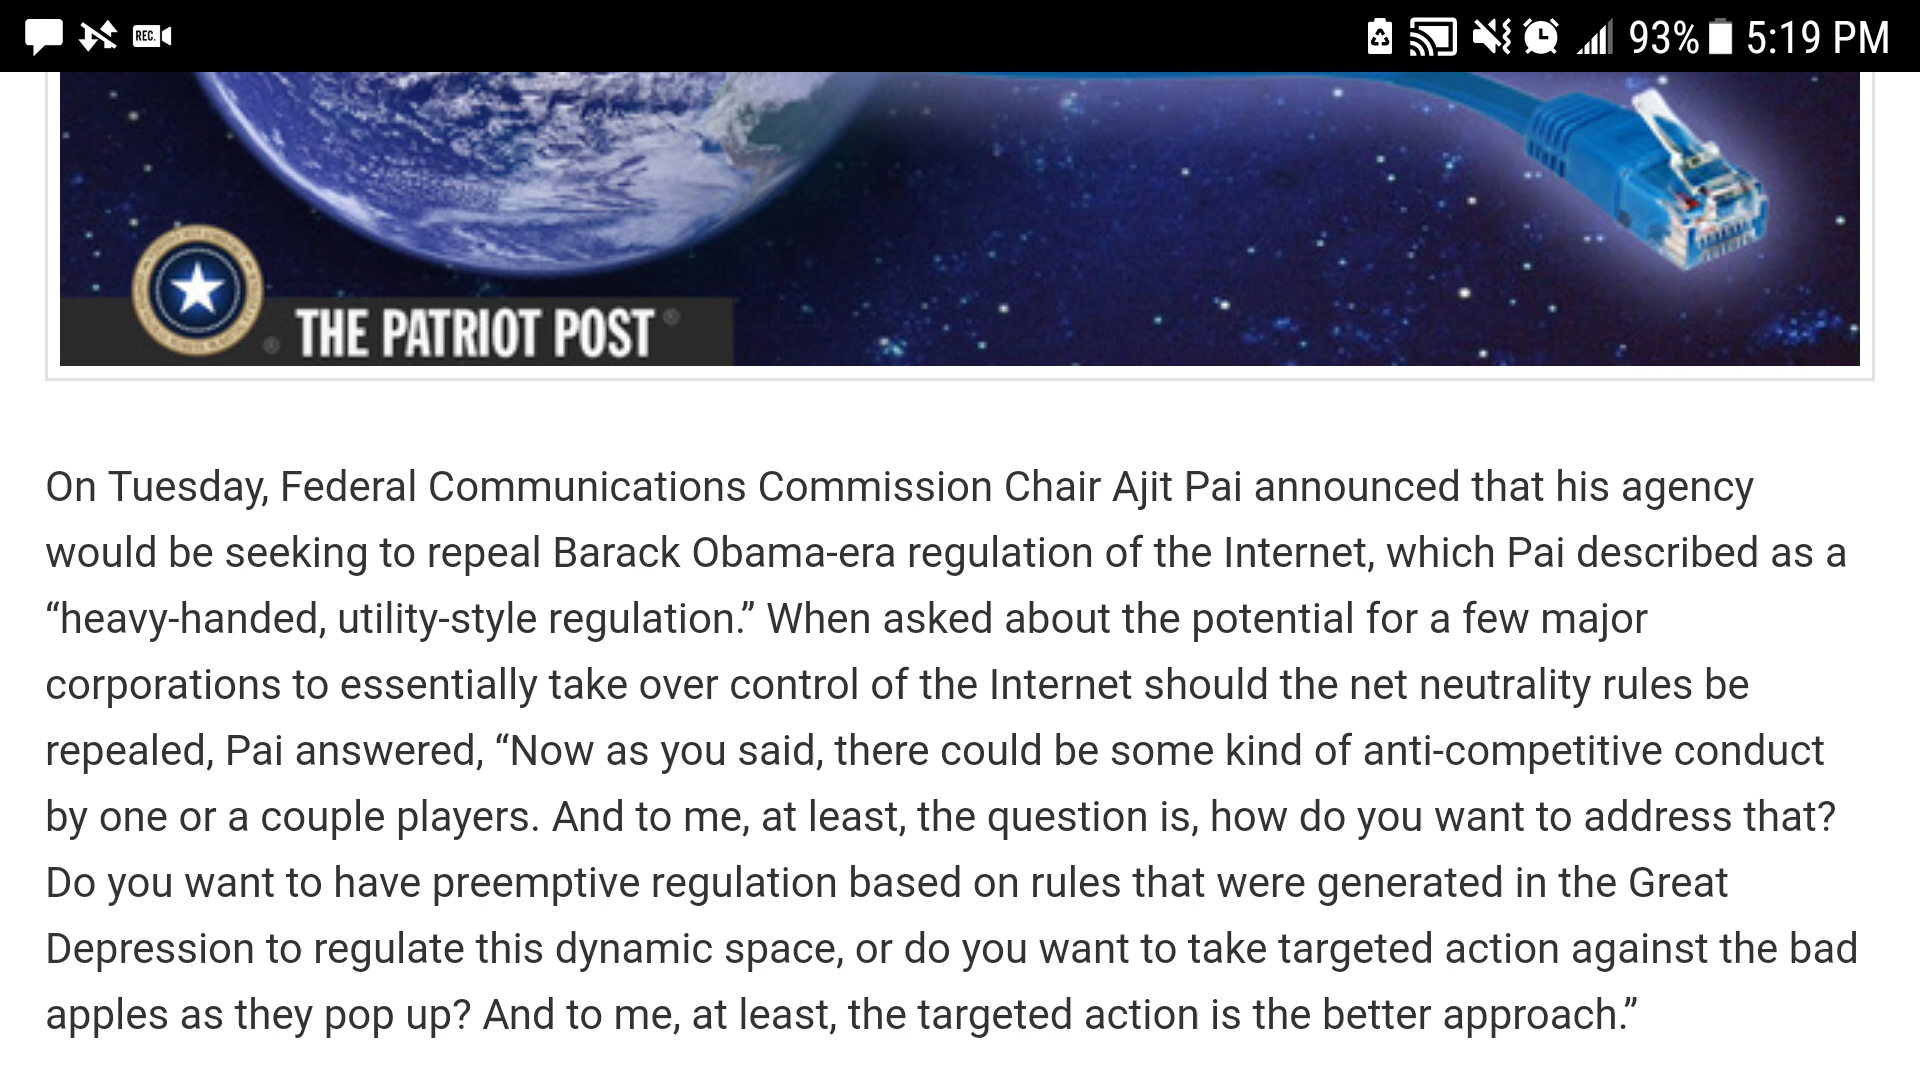 REC.
93%
5:19 PM
THE PATRIOT POST
On Tuesday, Federal Communications Commission Chair Ajit Pai announced that his agency
would be seeking to repeal Barack Obama-era regulation of the Internet, which Pai described as a
“heavy-handed, utility-style regulation.” When asked about the potential for a few major
corporations to essentially take over control of the Internet should the net neutrality rules be
repealed, Pai answered, “Now as you said, there could be some kind of anti-competitive conduct
by one or a couple players. And to me, at least, the question is, how do you want to address that?
Do you want to have preemptive regulation based on rules that were generated in the Great
Depression to regulate this dynamic space, or do you want to take targeted action against the bad
apples as they pop up? And to me, at least, the targeted action is the better approach.”